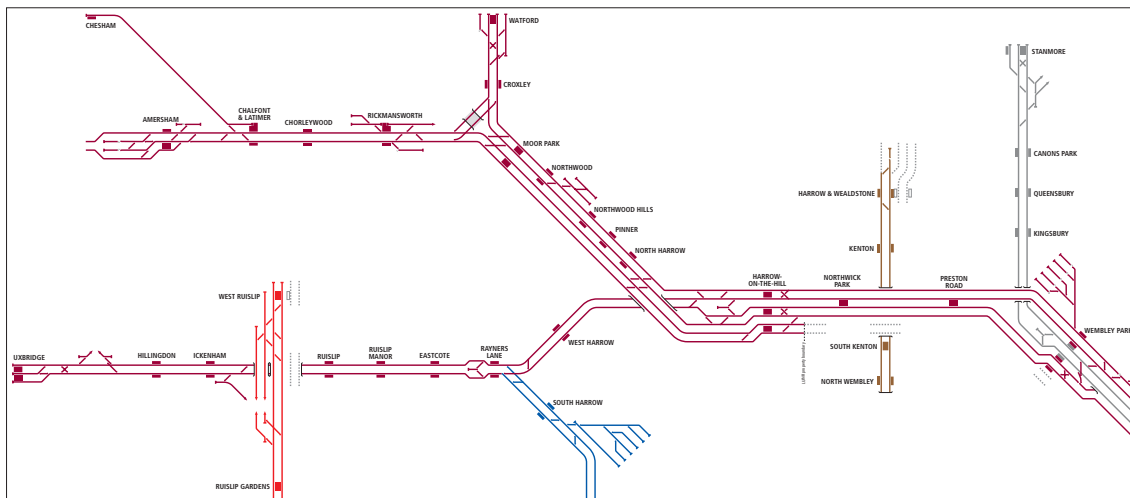 CHESHAM
WATFORD
STANMORE
CROXLEY
AMERSHAM
CHALFONT
& LATIMER
CHORLEYWOOD
RICKMANSWORTH
MOOR PARK
CANONS PARK
NORTHWOOD
HARROW & WEALDSTONE
QUEENSBURY
NORTHWOOD HILLS
PINNER
KINGSBURY
NORTH HARROW
KENTON
HARROW-
ON-THE-HILL
NORTHWICK
PARK
PRESTON
ROAD
WEST RUISLIP
WEMBLEY PARK
WEST HARROW
SOUTH KENTON
UXBRIDGE
HILLINGDON
ICKENHAM
RUISLIP
RUISLIP
MANOR
EASTCOTE
RAYNERS
LANE
NORTH WEMBLEY
SOUTH HARROW
RUISLIP GARDENS